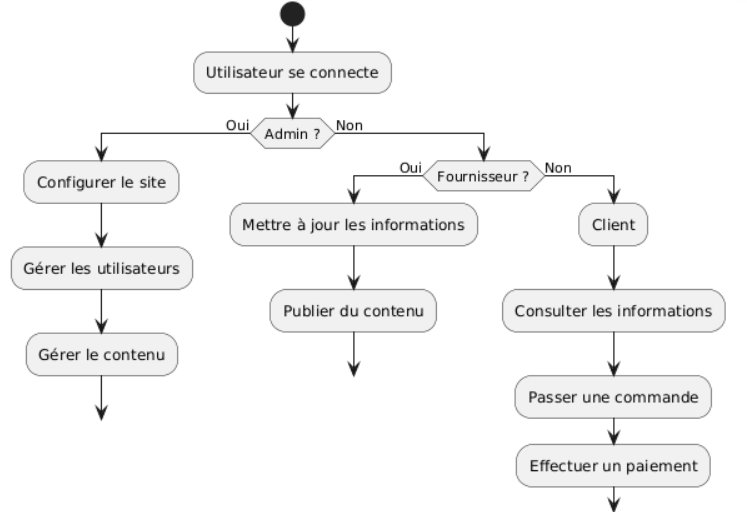 Utilisateur se connecte
Oui
Admin ?
Non
Configurer le site
Gérer les utilisateurs
Gérer le contenu
Oui
Fournisseur ?
Non
Mettre à jour les informations
Publier du contenu
Client
Consulter les informations
Passer une commande
Effectuer un paiement